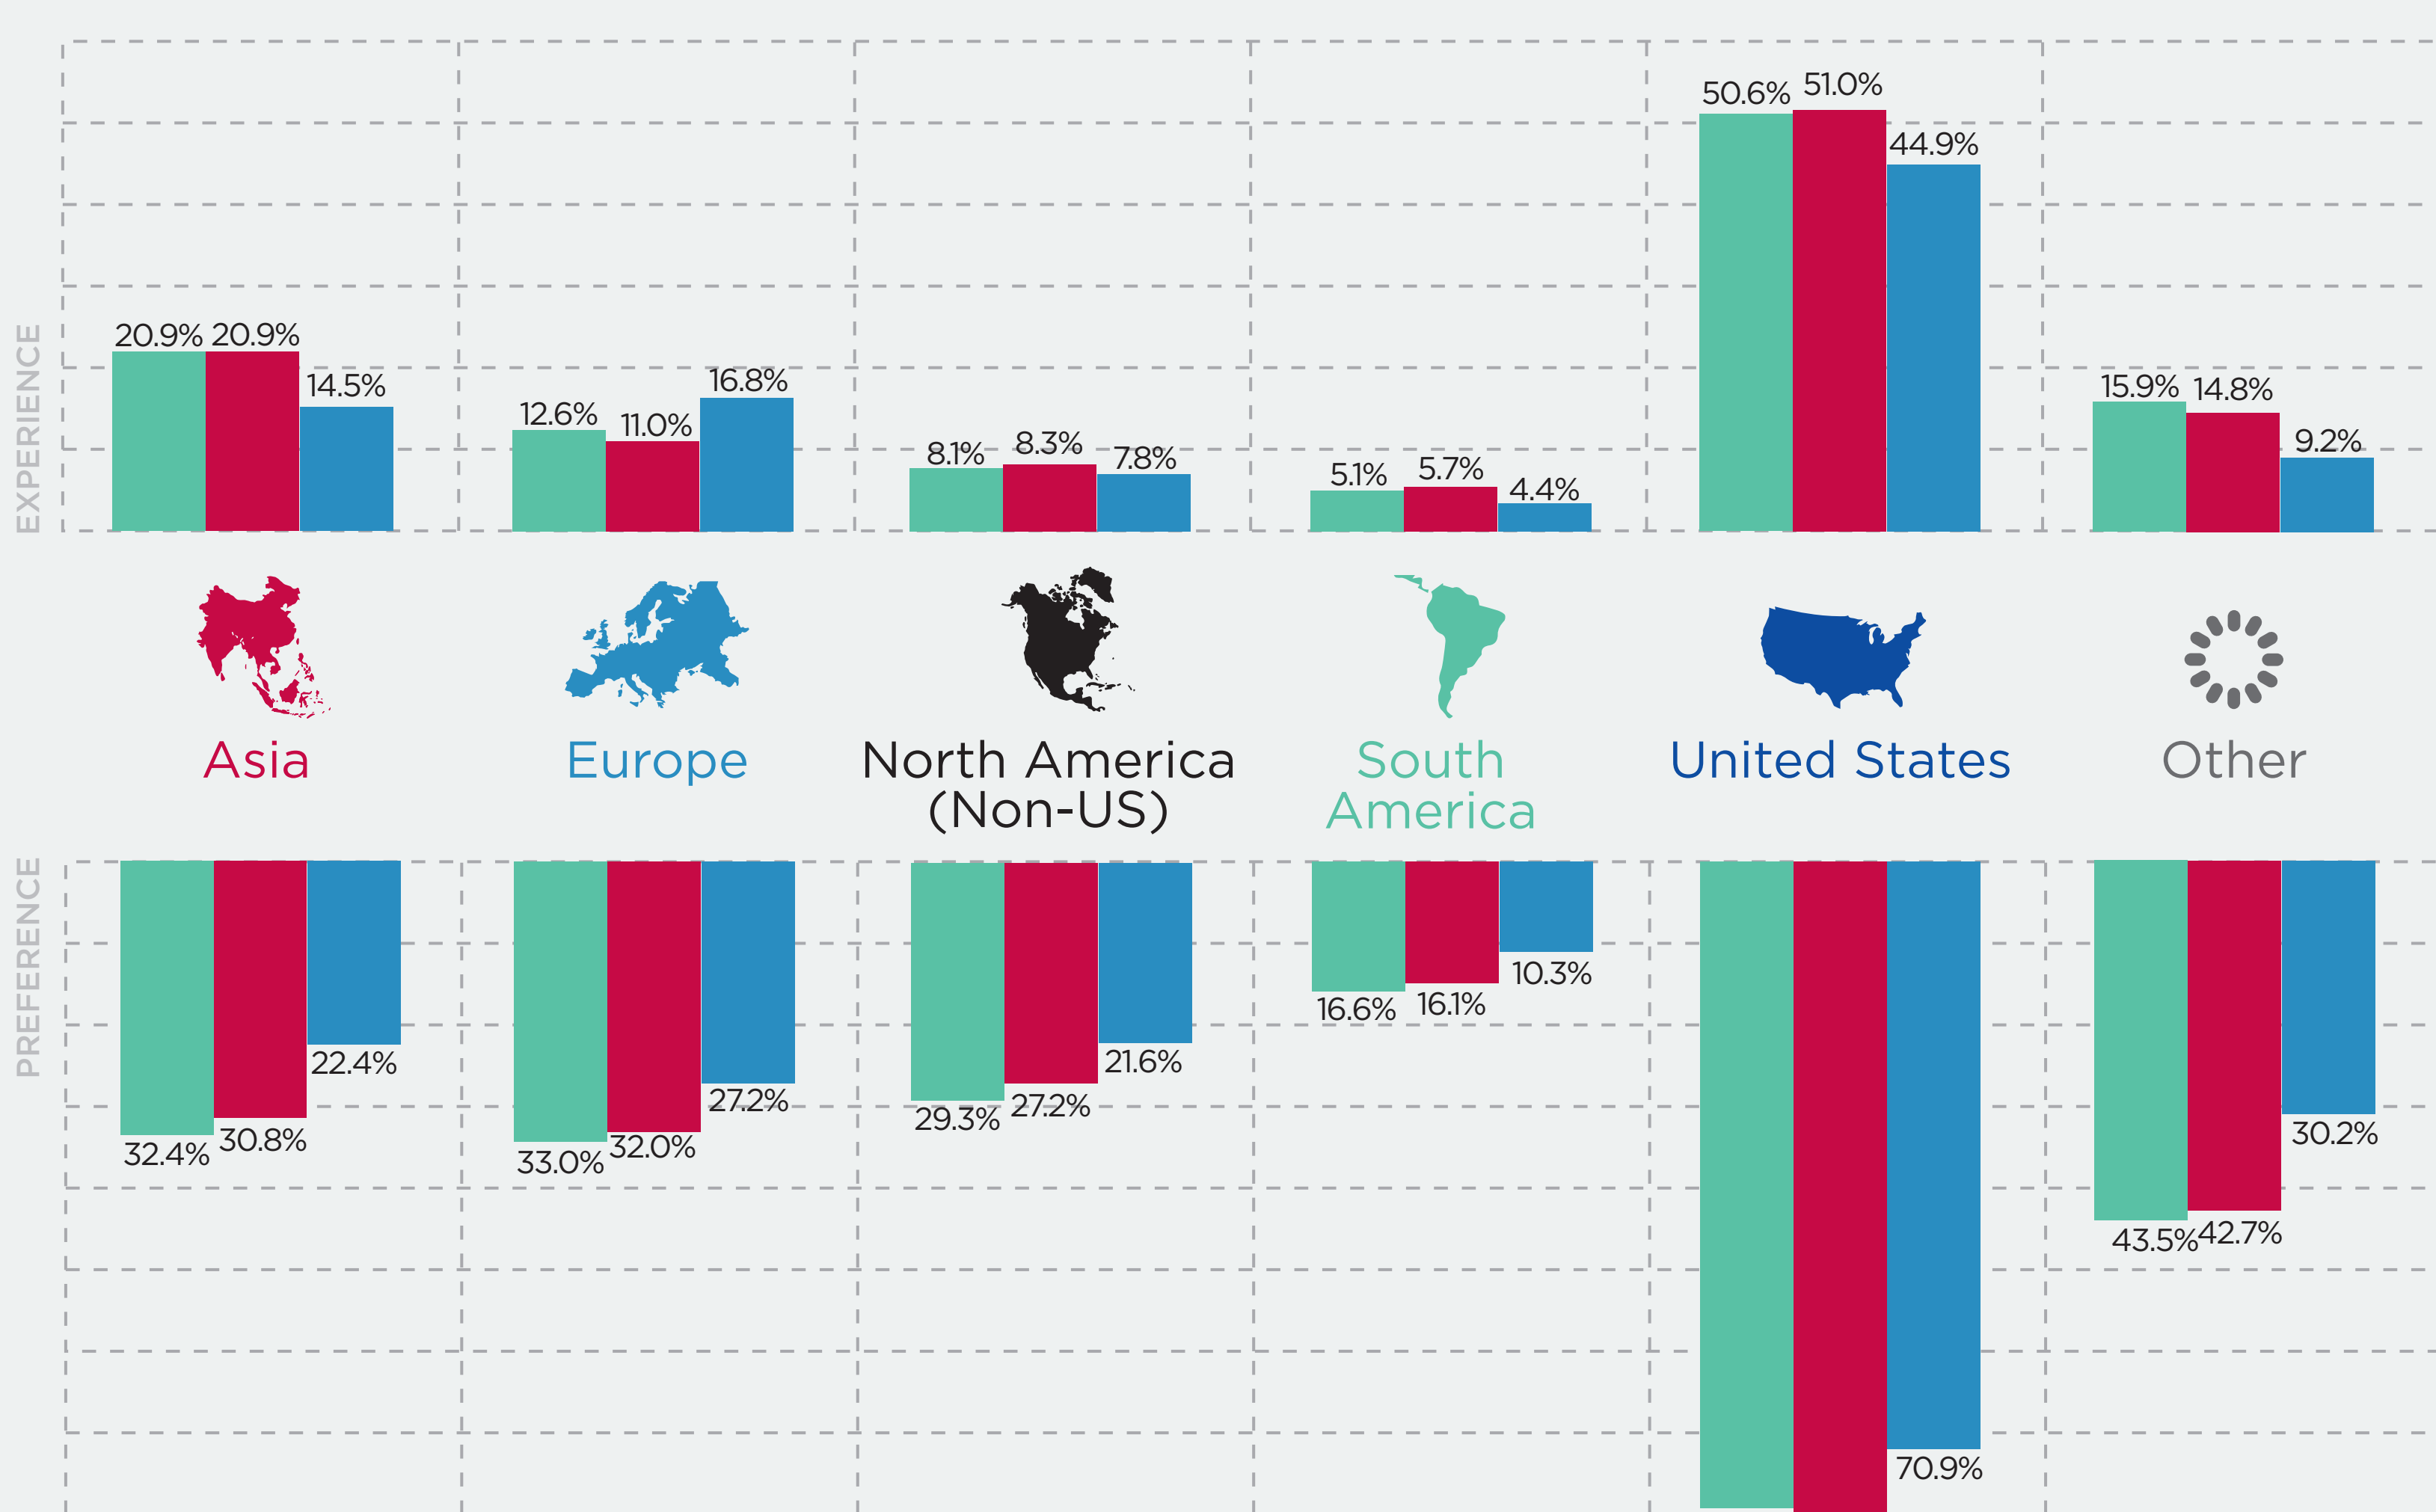 EXPERIENCE
20.9% 20.9% 14.5%
12.6% 11.0% 16.8%
8.1% 8.3% 7.8%
5.1% 5.7% 4.4%
50.6% 51.0% 44.9%
15.9% 14.8% 9.2%
Asia
Europe
North America
(Non-US)
South
America
United States
Other
PREFERENCE
32.4% 30.8% 22.4%
33.0% 32.0% 27.2%
29.3% 27.2% 21.6%
16.6% 16.1% 10.3%
70.9%
43.5% 42.7% 30.2%